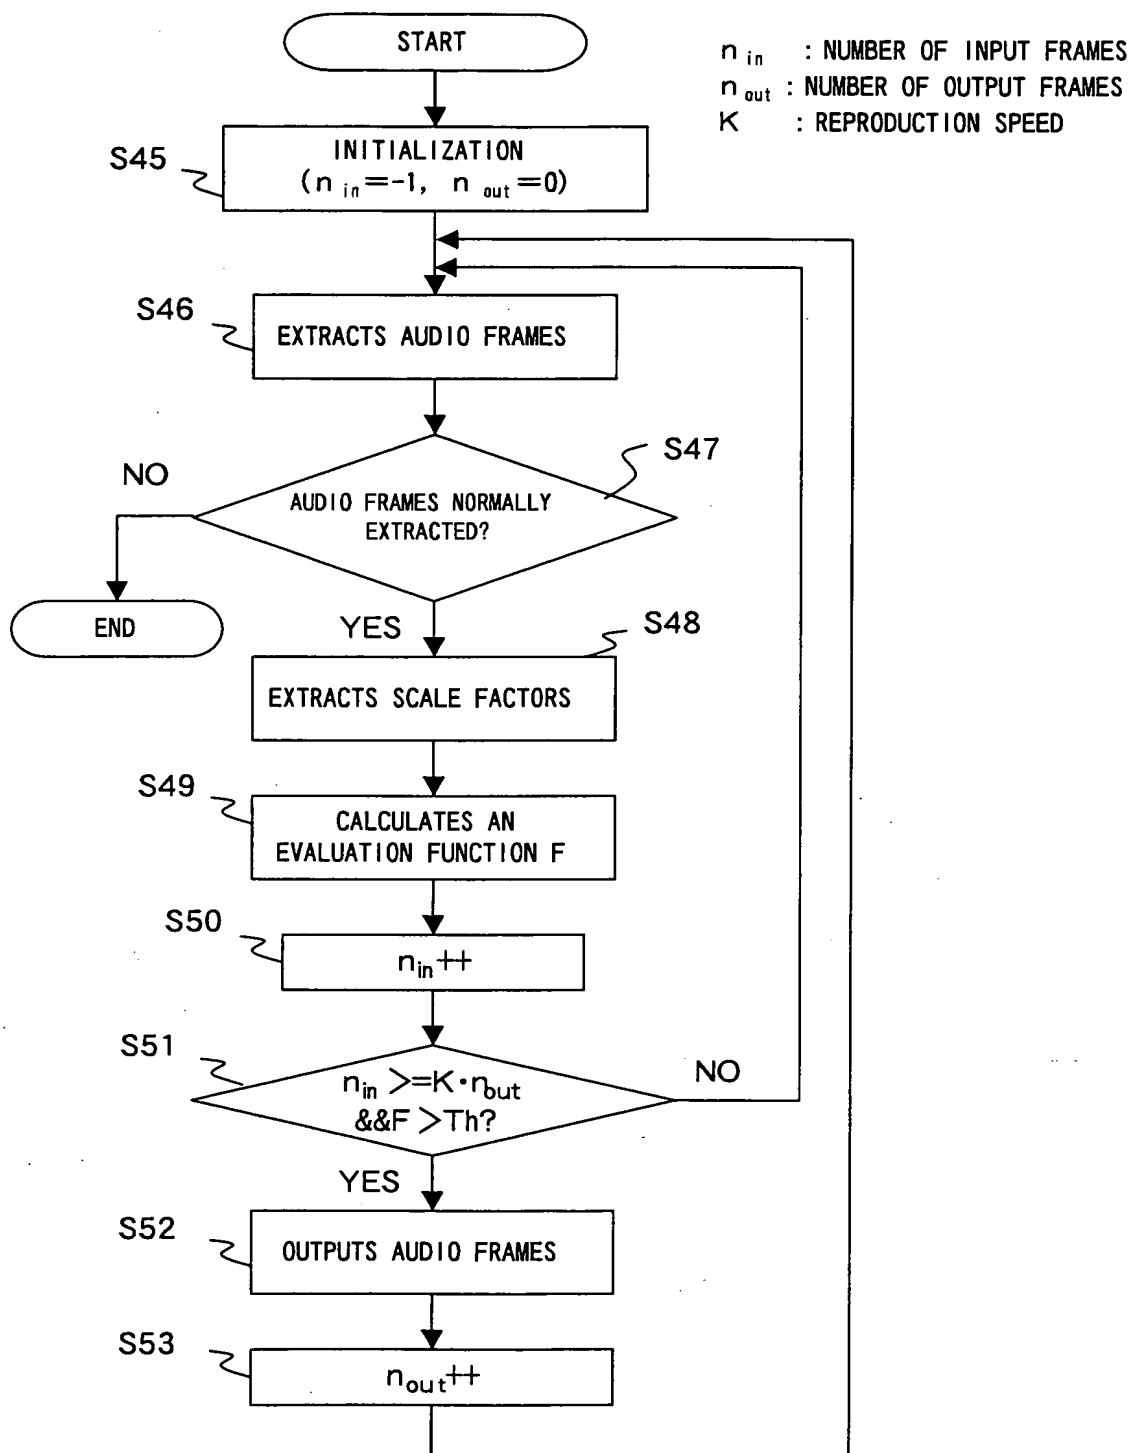 START
n in : NUMBER OF INPUT FRAMES
n out : NUMBER OF OUTPUT FRAMES
K : REPRODUCTION SPEED
S45
INITIALIZATION
(n in=-1, n out=0)
S46
EXTRACTS AUDIO FRAMES
S47
NO
AUDIO FRAMES NORMALLY
EXTRACTED?
END
YES
S48
EXTRACTS SCALE FACTORS
S49
CALCULATES AN
EVALUATION FUNCTION F
S50
n in++
S51
n in >=K·n out
&&F >Th?
NO
YES
S52
OUTPUTS AUDIO FRAMES
S53
n out++